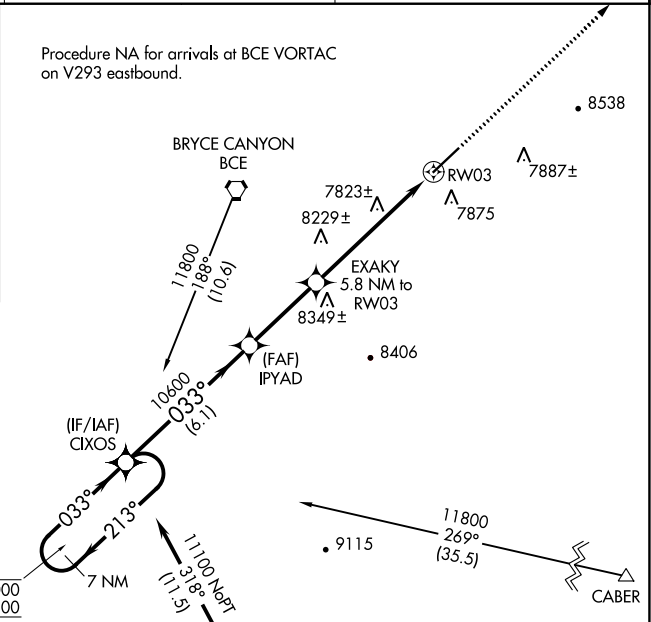 Procedure NA for arrivals at BCE VORTAC
on V293 eastbound.
8538
BRYCE CANYON
BCE
RW03
7887±
7823±
7875
8229±
11800
188°
(10.6)
EXAKY
5.8 NM to
RW03
8349±
(FAF)
IPYAD
8406
10600
033°
(6.1)
(IF/IAF)
CIXOS
033°
213°
11800
269°
(35.5)
9115
11100 NoPT
318°
(11.5)
7 NM
CABER
00
00